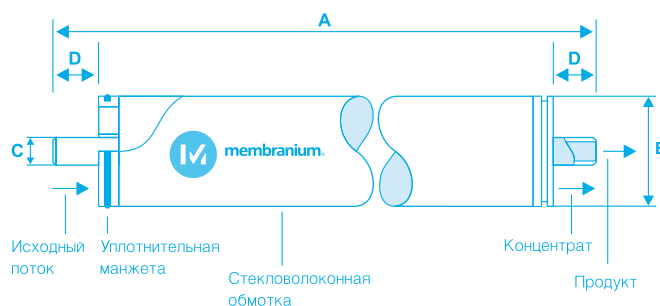 A
D
D
C
B
membranium®
Исходный
поток
Уплотнительная
манжета
Стекловолоконная
обмотка
Концентрат
Продукт